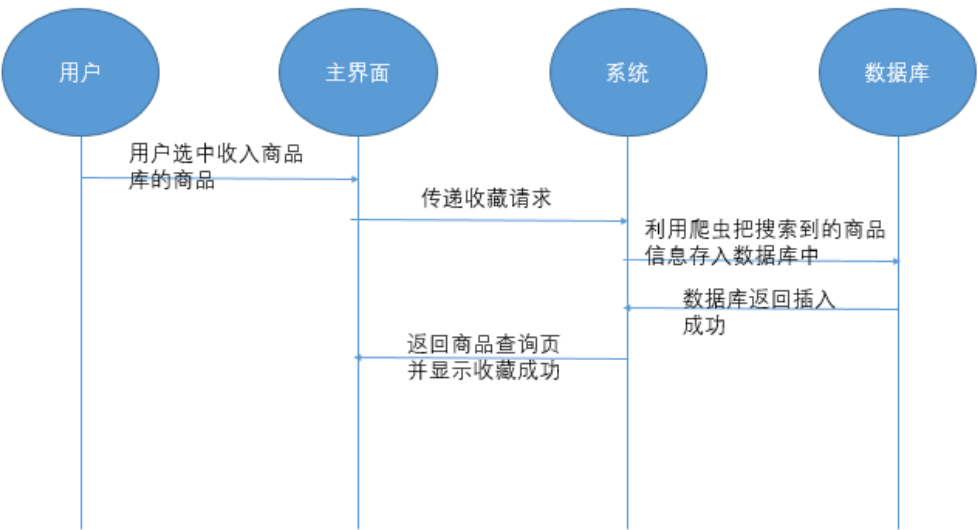 用户
主界面
系统
数据库
用户选中收入商品
库的商品
传递收藏请求
利用爬虫把搜索到的商品
信息存入数据库中
数据库返回插入
成功
返回商品查询页
并显示收藏成功